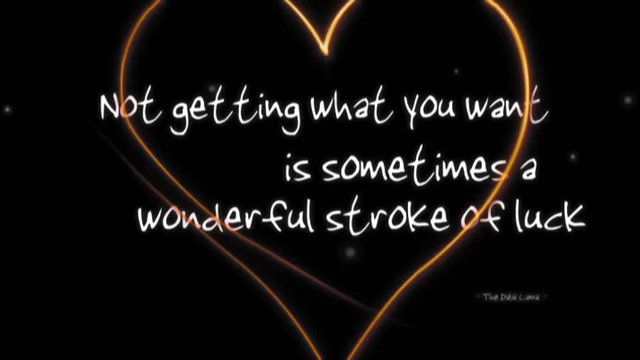 Not getting what you want
is sometimes a
wonderful stroke of luck
- The Dalai Lama -